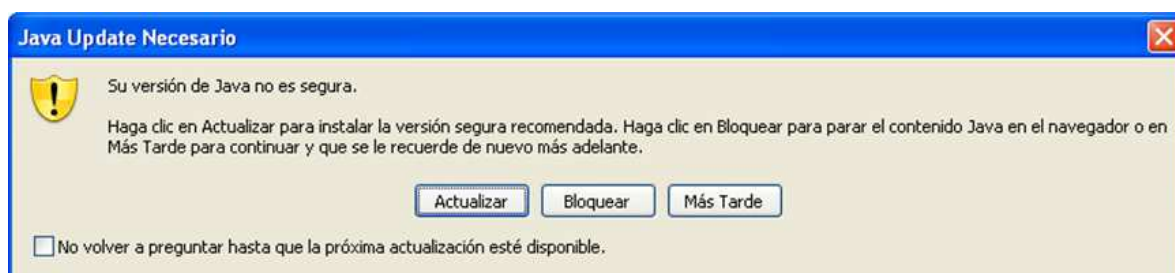 Java Update Necesario
Su versión de Java no es segura.
Haga clic en Actualizar para instalar la versión segura recomendada. Haga clic en Bloquear para parar el contenido Java en el navegador o en
Más Tarde para continuar y que se le recuerde de nuevo más adelante.
Actualizar Bloquear Más Tarde
No volver a preguntar hasta que la próxima actualización esté disponible.